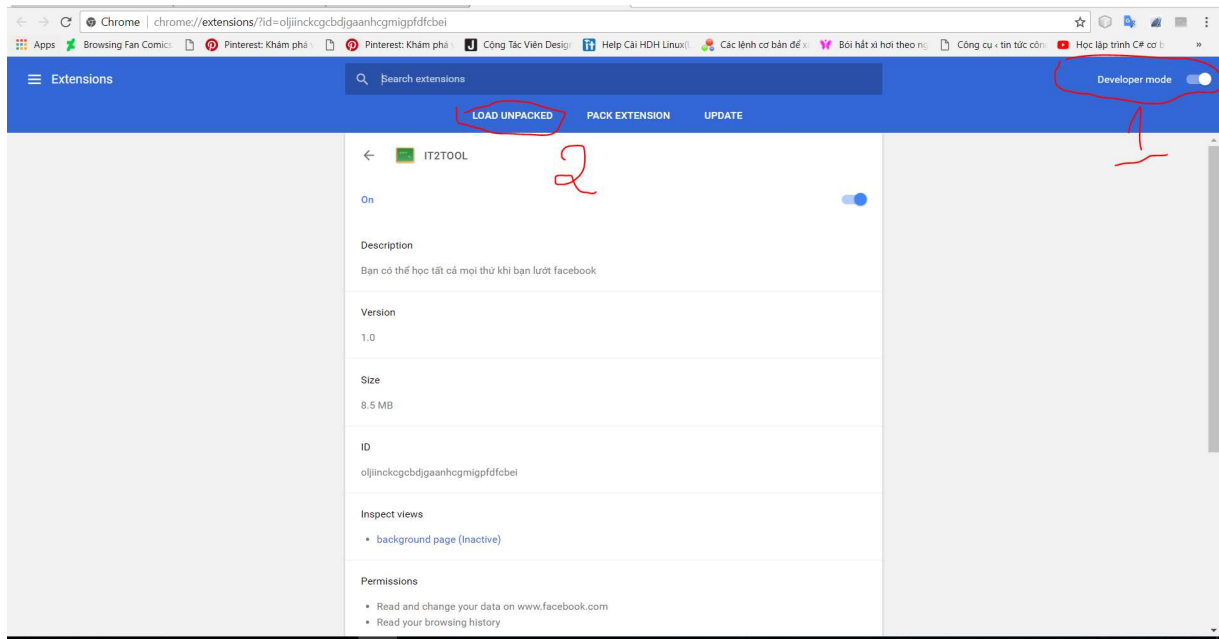 Chrome | chrome://extensions/?id=oljiinckcgcbdjgaanhcgmigpfdfcbei
Apps Browsing Fan Comics Pinterest: Khám phá Pinterest: Khám phá Cộng Tác Viên Design Help Cài HDH Linux Các lệnh cơ bản để Bói hắt xì hơi theo ng Công cụ tin tức côn Học lập trình C# cơ b »
Extensions Search extensions Developer mode
LOAD UNPACKED PACK EXTENSION UPDATE
1
IT2TOOL
2
On
Description
Bạn có thể học tất cả mọi thứ khi bạn lướt facebook
Version
1.0
Size
8.5 MB
ID
oljiinckcgcbdjgaanhcgmigpfdfcbei
Inspect views
• background page (Inactive)
Permissions
• Read and change your data on www.facebook.com
• Read your browsing history